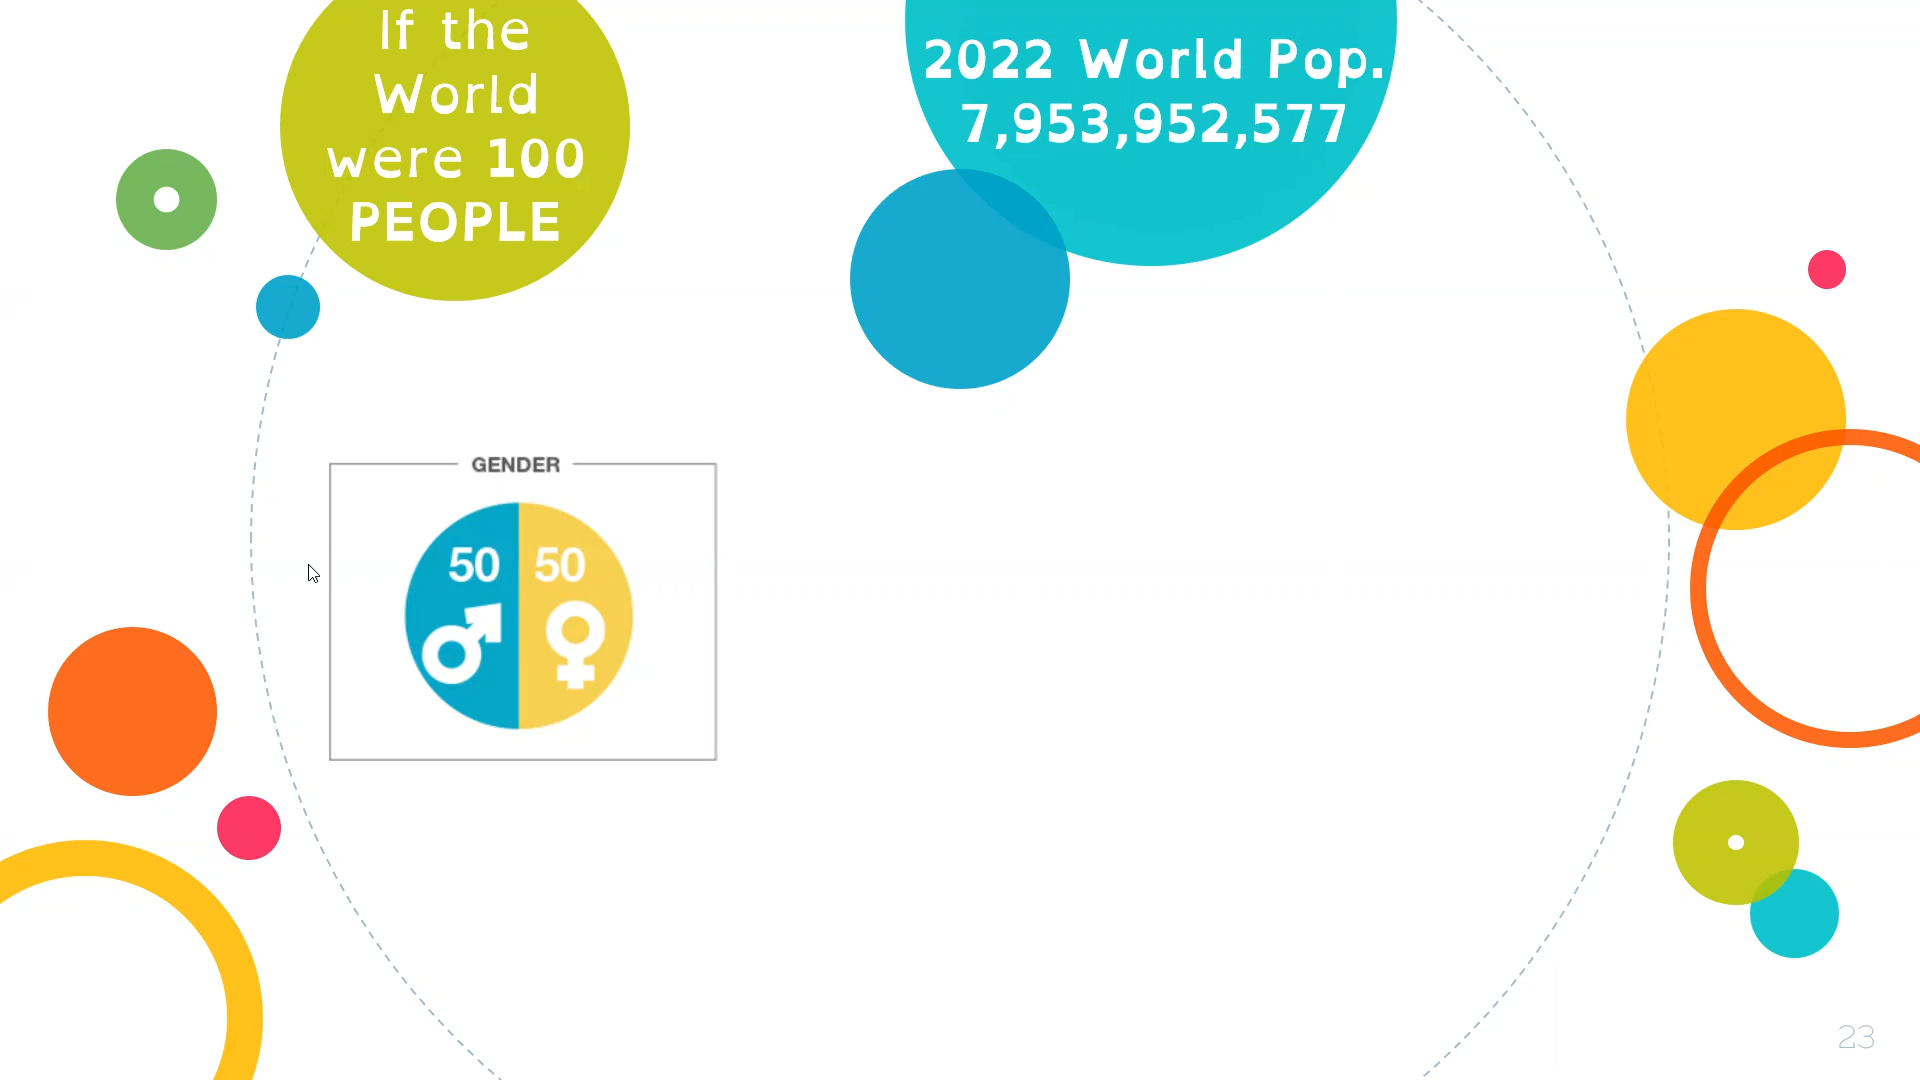 If the
World
were 100
PEOPLE
2022 World Pop.
7,953,952,577
GENDER
50 50
23